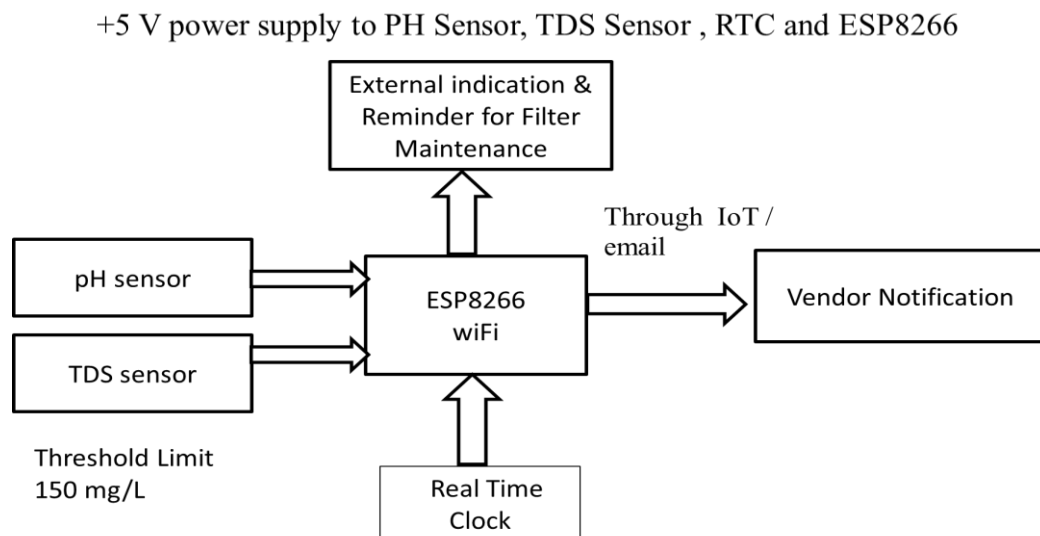 +5 V power supply to PH Sensor, TDS Sensor , RTC and ESP8266
External indication &
Reminder for Filter
Maintenance
Through IoT /
email
pH sensor
ESP8266
wiFi
Vendor Notification
TDS sensor
Threshold Limit
150 mg/L
Real Time
Clock